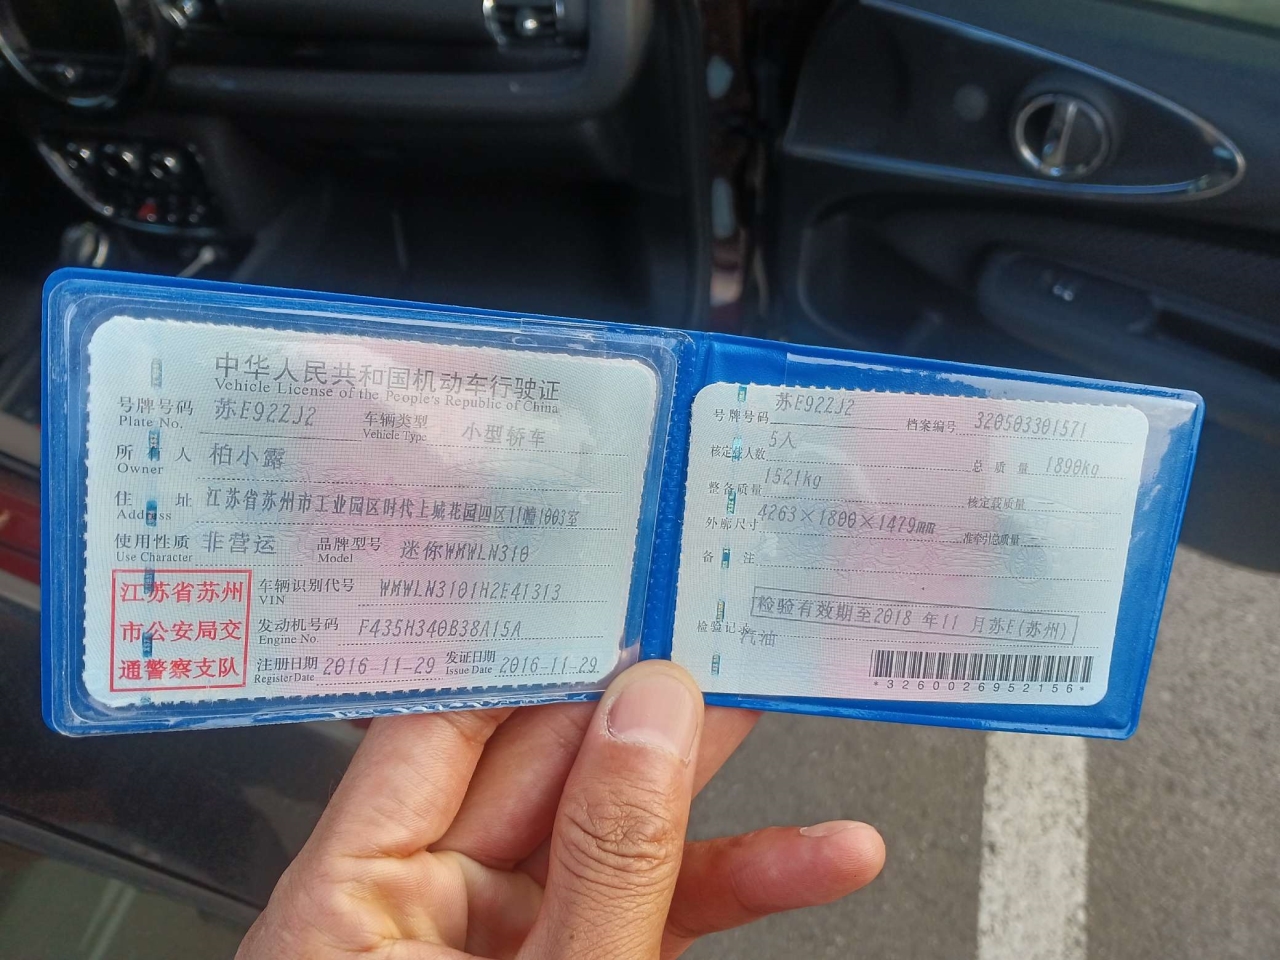 中华人民共和国机动车行驶证
Vehicle License of the People's Republic of China
号牌号码 苏E92ZJ2 车辆类型 小型轿车
Plate No. Vehicle Type
所有人 柏小露
Owner
住址 江苏省苏州市工业园区时代上城花园四区11幢1003室
Address
使用性质 非营运 品牌型号 迷你WMWLN310
Use Character Model
江苏省苏州
市公安局交
通警察支队
车辆识别代号 WMWLN3101H2E41313
VIN
发动机号码 F435H340B38A15A
Engine No.
注册日期 2016-11-29 发证日期 2016-11-29
Register Date Issue Date
号牌号码 苏E92ZJ2 档案编号 320503301571
核定载人数 5人 总质量 1890kg
整备质量 1521kg 核定载质量 --
外廓尺寸 4263×1800×1479mm 准牵引总质量 --
备注
检验有效期至2018年11月苏E(苏州)
检验记录 汽油
*3260026952156*